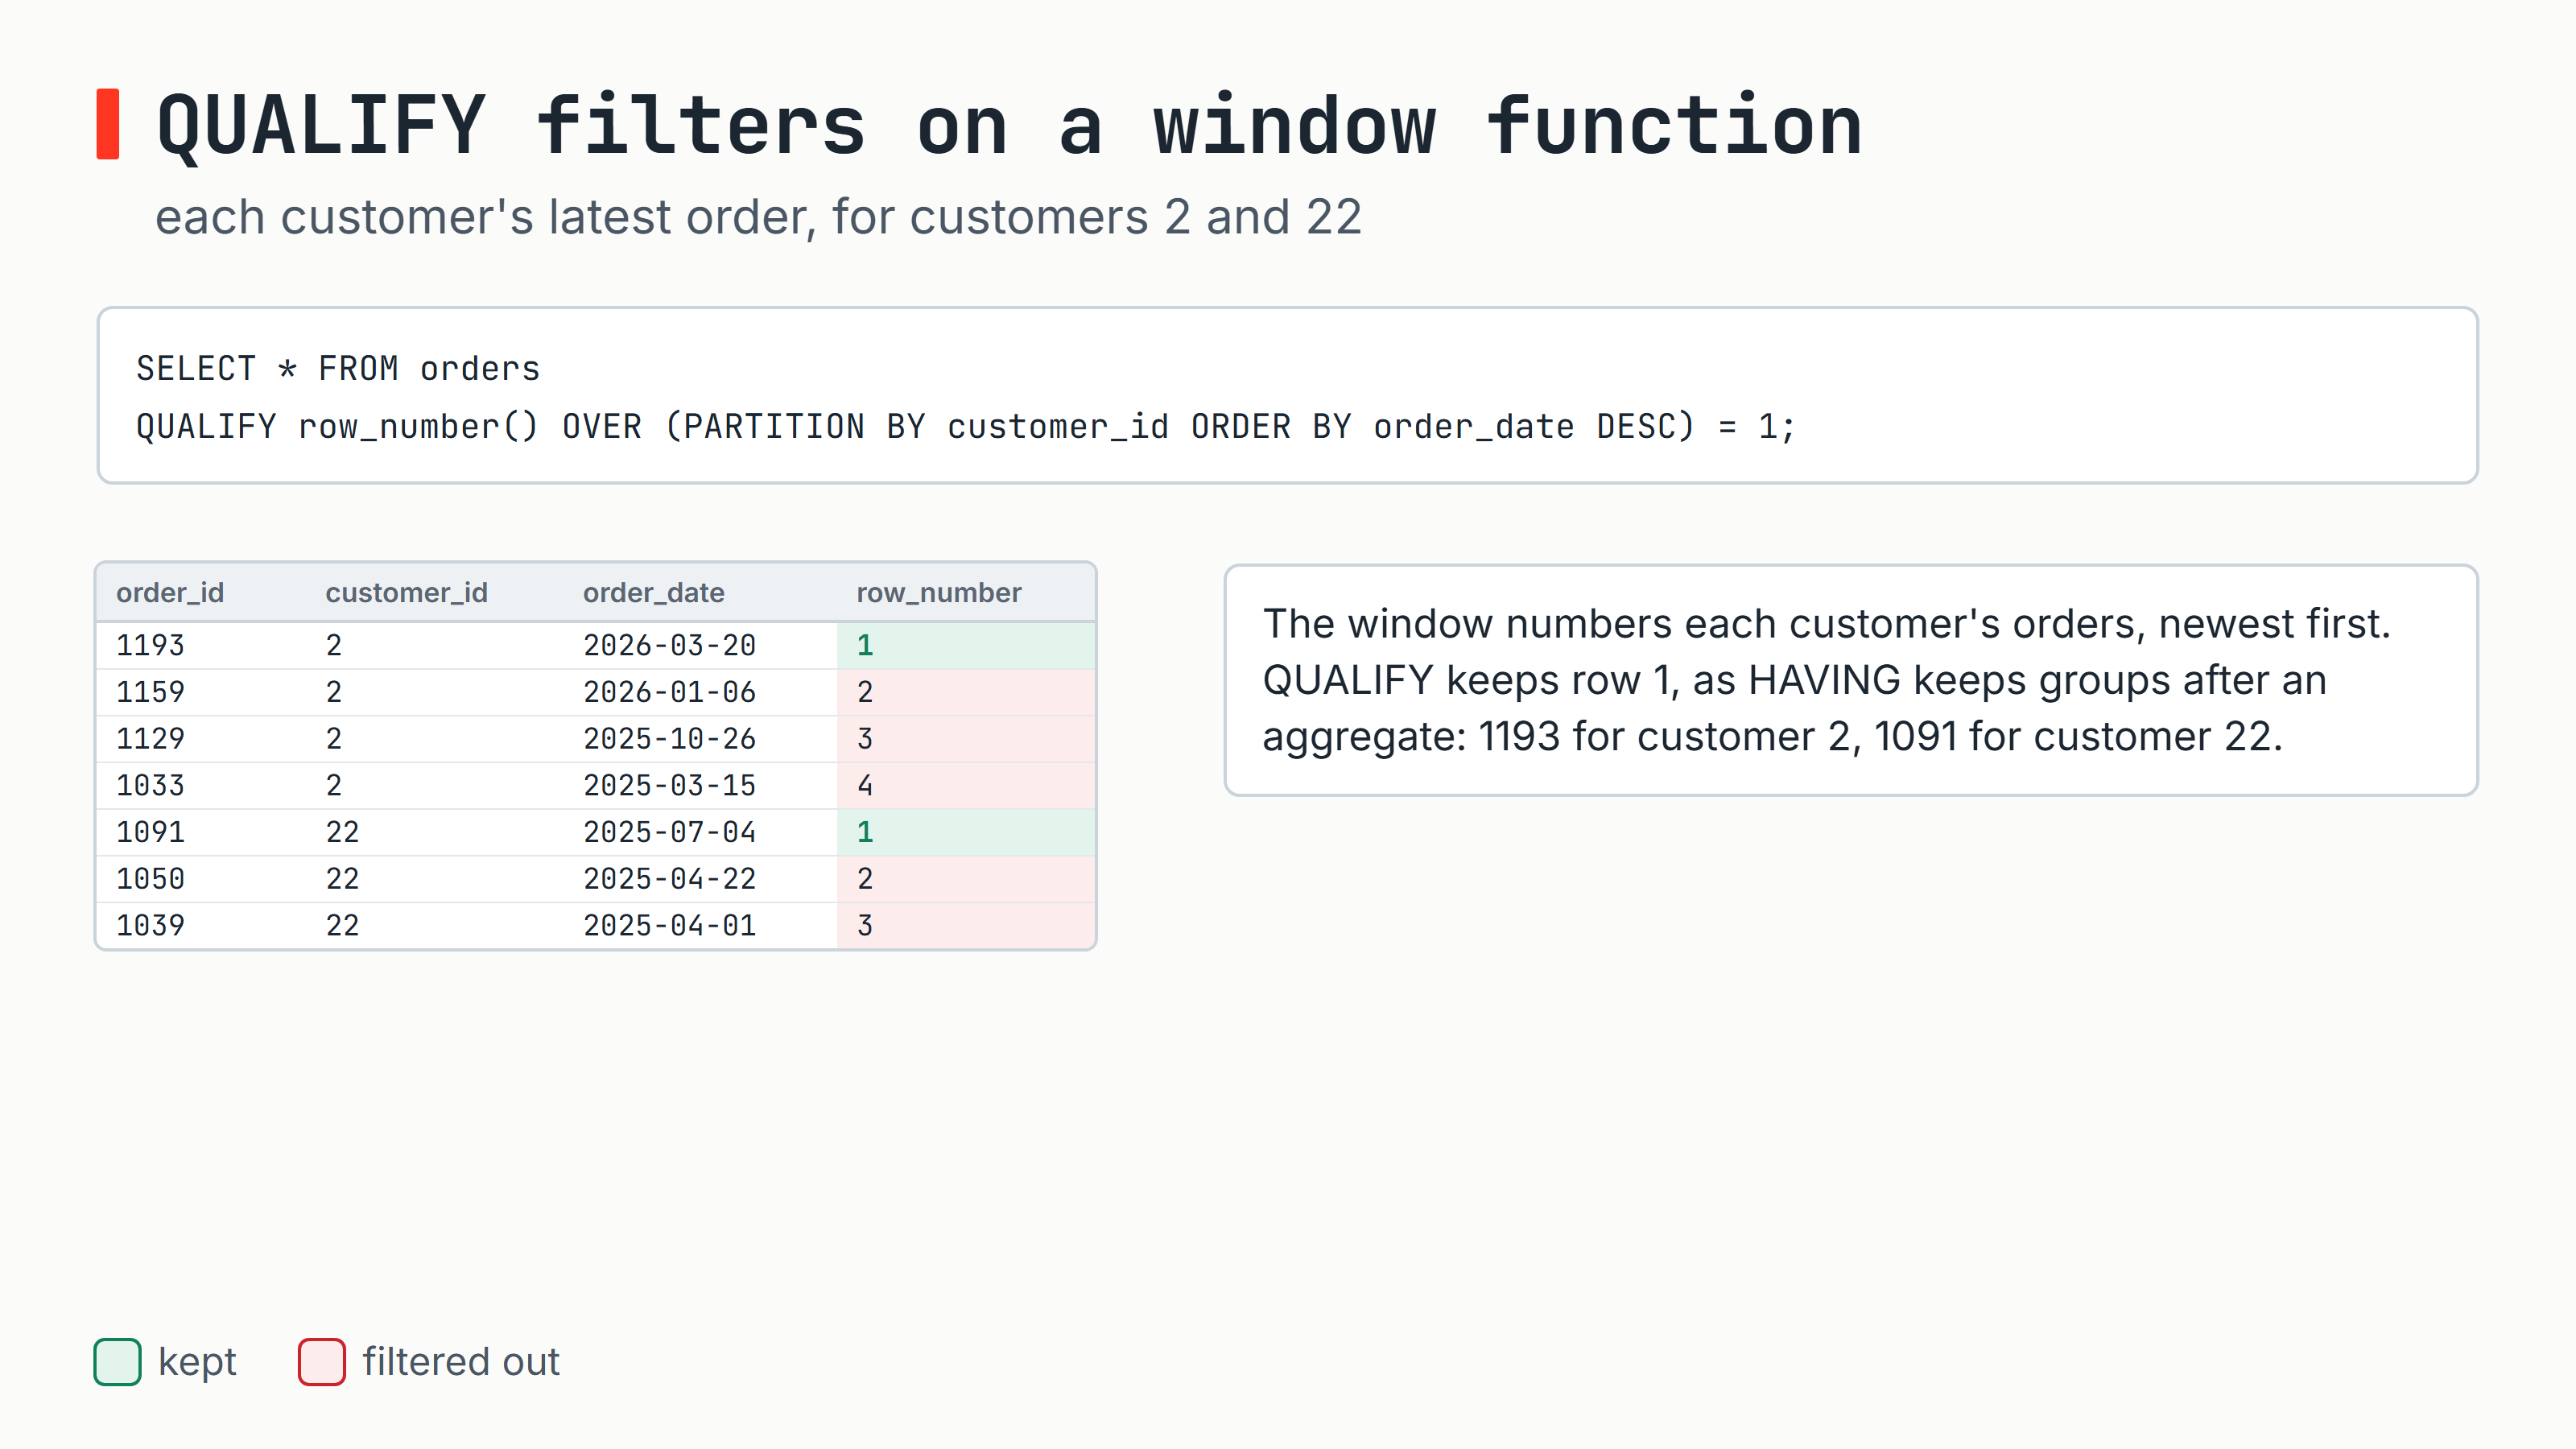 QUALIFY filters on a window function
each customer's latest order, for customers 2 and 22
SELECT * FROM orders
QUALIFY row_number() OVER (PARTITION BY customer_id ORDER BY order_date DESC) = 1;
order_id customer_id order_date row_number
1193 2 2026-03-20 1
1159 2 2026-01-06 2
1129 2 2025-10-26 3
1033 2 2025-03-15 4
1091 22 2025-07-04 1
1050 22 2025-04-22 2
1039 22 2025-04-01 3
The window numbers each customer's orders, newest first.
QUALIFY keeps row 1, as HAVING keeps groups after an
aggregate: 1193 for customer 2, 1091 for customer 22.
kept filtered out